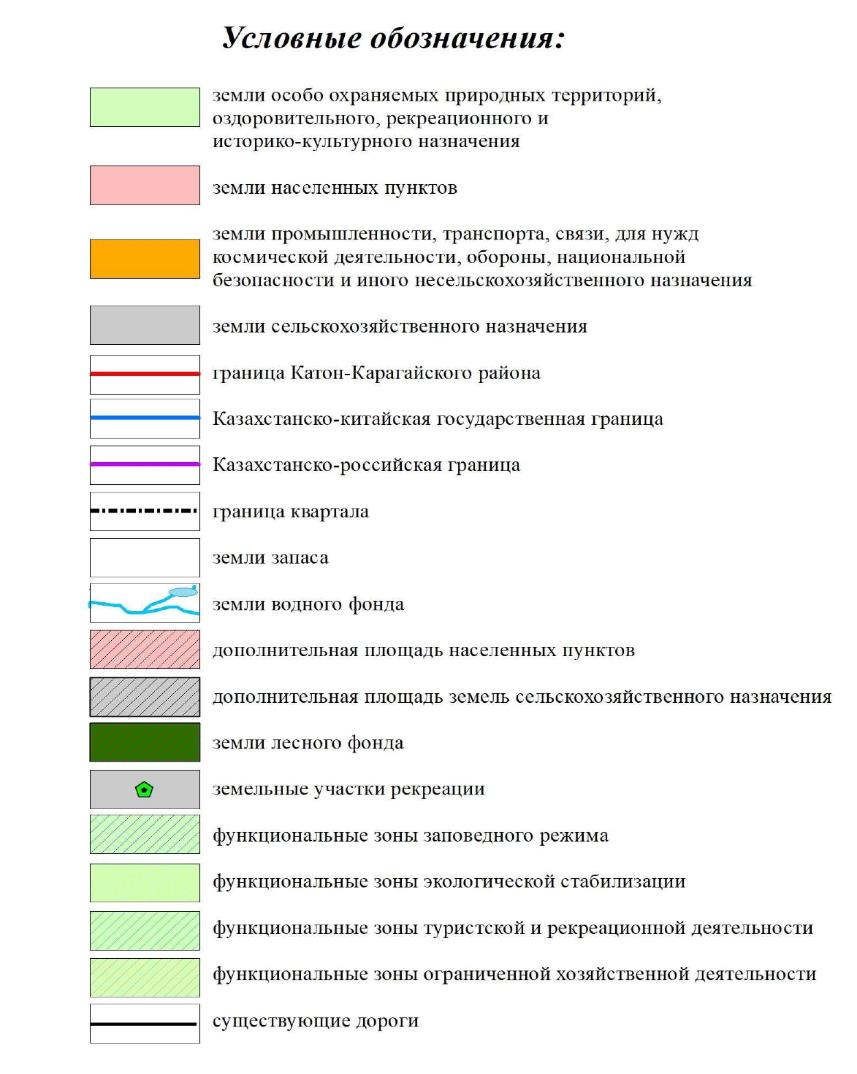 Условные обозначения:
земли особо охраняемых природных территорий,
оздоровительного, рекреационного и
историко-культурного назначения
земли населенных пунктов
земли промышленности, транспорта, связи, для нужд
космической деятельности, обороны, национальной
безопасности и иного несельскохозяйственного назначения
земли сельскохозяйственного назначения
граница Катон-Карагайского района
Казахстанско-китайская государственная граница
Казахстанско-российская граница
граница квартала
земли запаса
земли водного фонда
дополнительная площадь населенных пунктов
дополнительная площадь земель сельскохозяйственного назначения
земли лесного фонда
земельные участки рекреации
функциональные зоны заповедного режима
функциональные зоны экологической стабилизации
функциональные зоны туристской и рекреационной деятельности
функциональные зоны ограниченной хозяйственной деятельности
существующие дороги